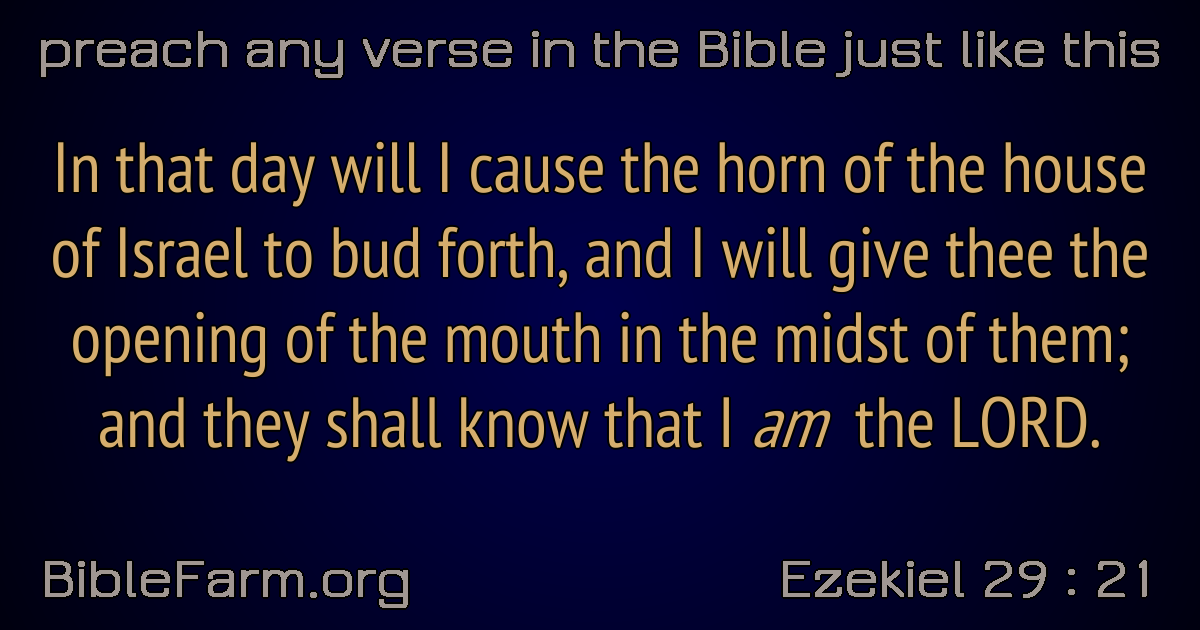 preach any verse in the Bible just like this
In that day will I cause the horn of the house
of Israel to bud forth, and I will give thee the
opening of the mouth in the midst of them;
and they shall know that I am the LORD.
BibleFarm.org
Ezekiel 29 : 21